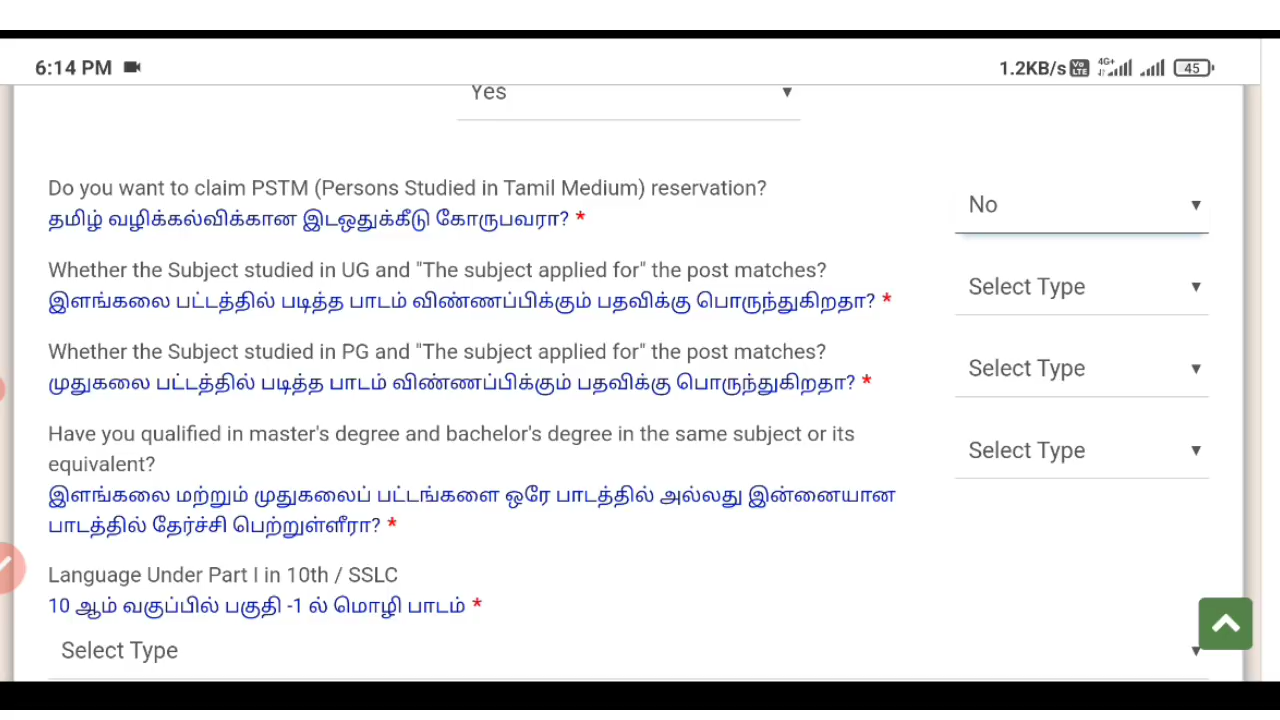 6:14 PM
1.2KB/s Vo LTE 4G+ 45
Yes
Do you want to claim PSTM (Persons Studied in Tamil Medium) reservation?
தமிழ் வழிக்கல்விக்கான இடஒதுக்கீடு கோருபவரா? *
No
Whether the Subject studied in UG and "The subject applied for" the post matches?
இளங்கலை பட்டத்தில் படித்த பாடம் விண்ணப்பிக்கும் பதவிக்கு பொருந்துகிறதா? *
Select Type
Whether the Subject studied in PG and "The subject applied for" the post matches?
முதுகலை பட்டத்தில் படித்த பாடம் விண்ணப்பிக்கும் பதவிக்கு பொருந்துகிறதா? *
Select Type
Have you qualified in master's degree and bachelor's degree in the same subject or its
equivalent?
Select Type
இளங்கலை மற்றும் முதுகலைப் பட்டங்களை ஒரே பாடத்தில் அல்லது இன்னையான
பாடத்தில் தேர்ச்சி பெற்றுள்ளீரா? *
Language Under Part I in 10th / SSLC
10 ஆம் வகுப்பில் பகுதி -1 ல் மொழி பாடம் *
Select Type